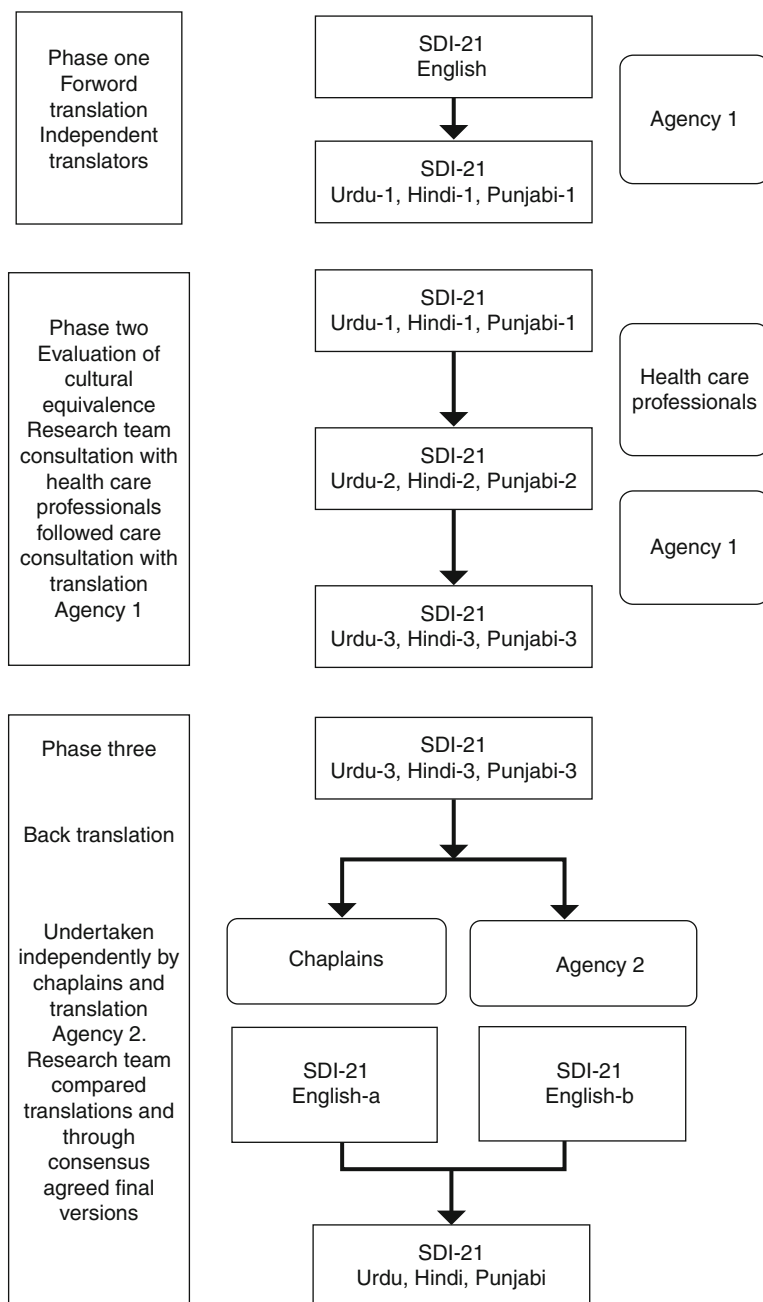 Phase one
Forword
translation
Independent
translators
SDI-21
English
SDI-21
Urdu-1, Hindi-1, Punjabi-1
Agency 1
Phase two
Evaluation of
cultural
equivalence
Research team
consultation with
health care
professionals
followed care
consultation with
translation
Agency 1
SDI-21
Urdu-1, Hindi-1, Punjabi-1
SDI-21
Urdu-2, Hindi-2, Punjabi-2
SDI-21
Urdu-3, Hindi-3, Punjabi-3
Health care
professionals
Agency 1
Phase three
Back translation
Undertaken
independently by
chaplains and
translation
Agency 2.
Research team
compared
translations and
through
consensus
agreed final
versions
SDI-21
Urdu-3, Hindi-3, Punjabi-3
Chaplains
Agency 2
SDI-21
English-a
SDI-21
English-b
SDI-21
Urdu, Hindi, Punjabi